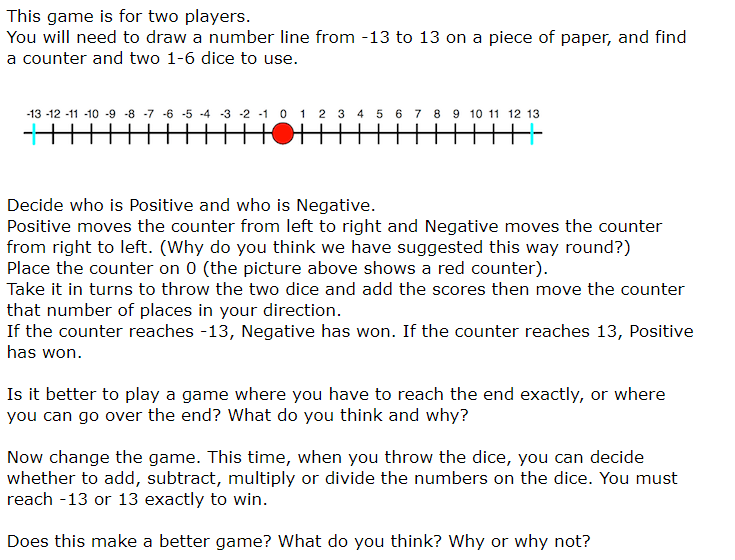 This game is for two players.
You will need to draw a number line from -13 to 13 on a piece of paper, and find
a counter and two 1-6 dice to use.
-13 -12 -11 -10 -9 -8 -7 -6 -5 -4 -3 -2 -1 0 1 2 3 4 5 6 7 8 9 10 11 12 13
Decide who is Positive and who is Negative.
Positive moves the counter from left to right and Negative moves the counter
from right to left. (Why do you think we have suggested this way round?)
Place the counter on 0 (the picture above shows a red counter).
Take it in turns to throw the two dice and add the scores then move the counter
that number of places in your direction.
If the counter reaches -13, Negative has won. If the counter reaches 13, Positive
has won.
Is it better to play a game where you have to reach the end exactly, or where
you can go over the end? What do you think and why?
Now change the game. This time, when you throw the dice, you can decide
whether to add, subtract, multiply or divide the numbers on the dice. You must
reach -13 or 13 exactly to win.
Does this make a better game? What do you think? Why or why not?